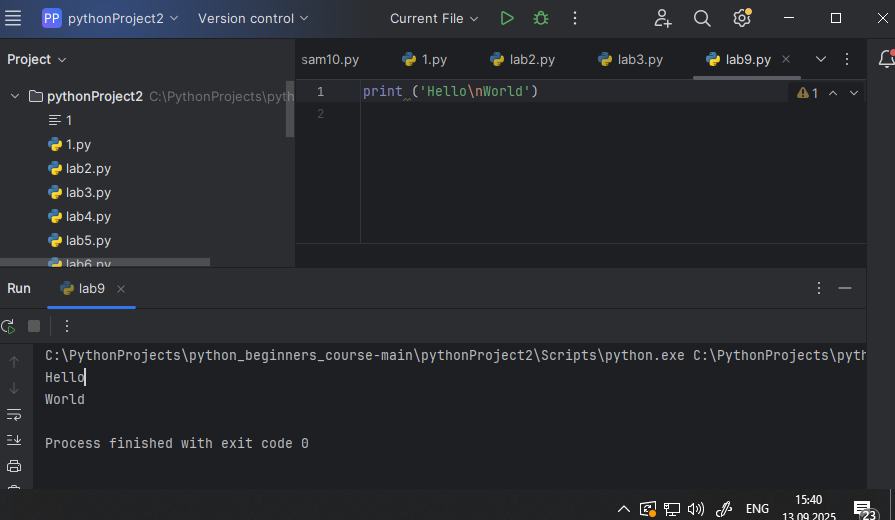 PP pythonProject2 Version control Current File
Project
sam10.py 1.py lab2.py lab3.py lab9.py
pythonProject2 C:\PythonProjects\pyth
1
1.py
lab2.py
lab3.py
lab4.py
lab5.py
lab6.py
1 print ('Hello\nWorld')
1
2
Run lab9
C:\PythonProjects\python_beginners_course-main\pythonProject2\Scripts\python.exe C:\PythonProjects\pyth
Hello
World
Process finished with exit code 0
ENG
15:40
13.09.2025
23